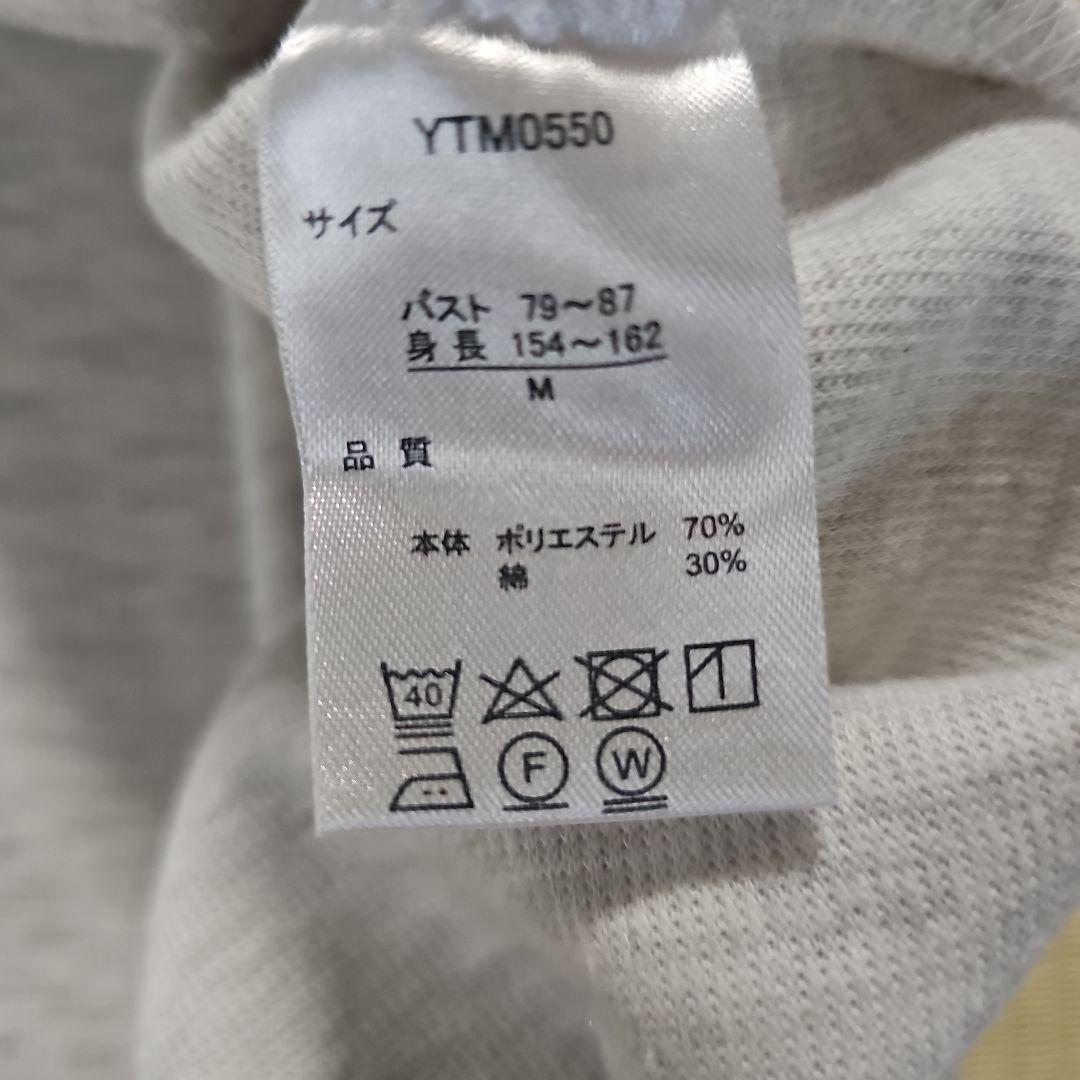 YTM0550
サイズ
バスト 79～87
身長 154～162
M
品質
本体 ポリエステル 70%
綿 30%
40
F W